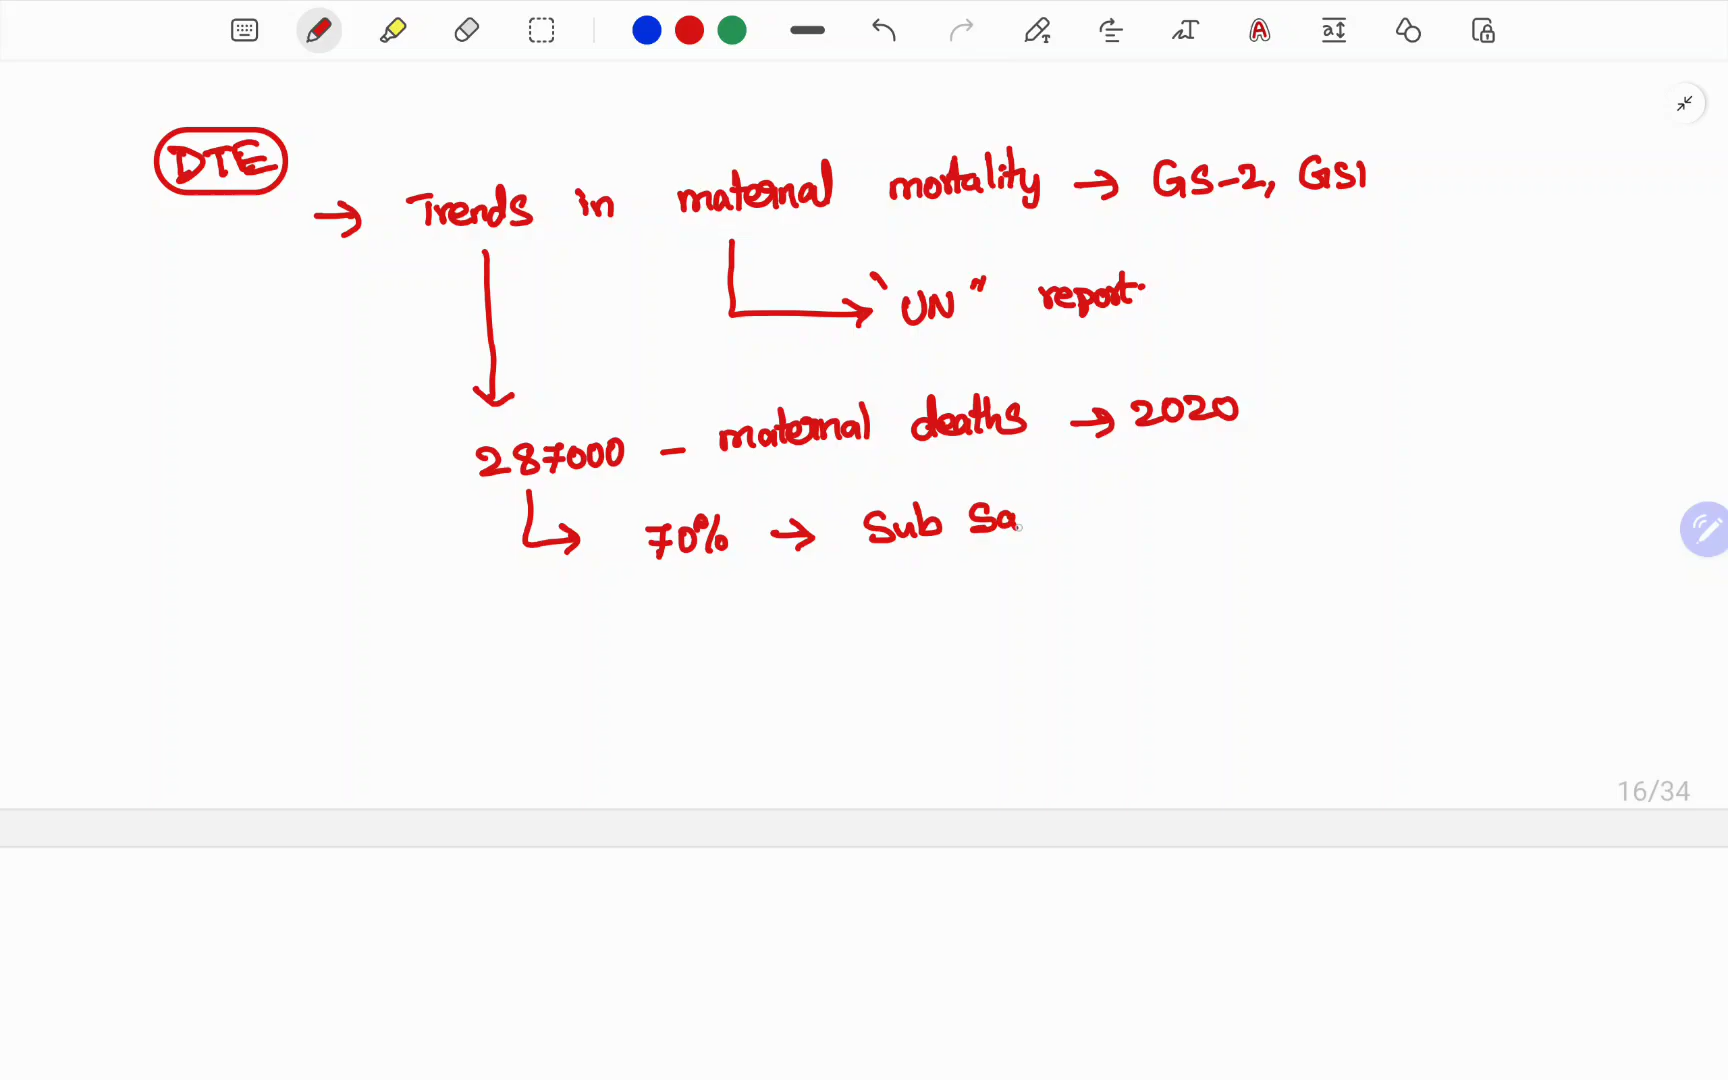 DTE
→ Trends in maternal mortality → GS-2, GS1
"UN" report.
287000 - maternal deaths → 2020
70% → Sub Sa
16/34